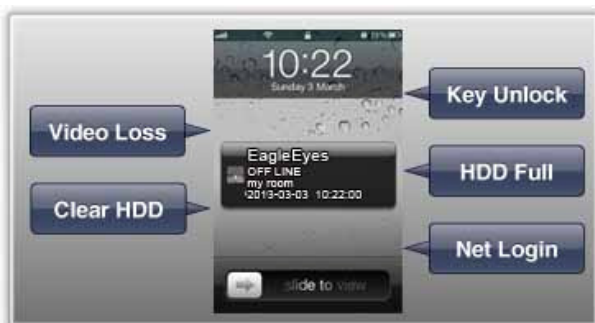 10:22
Sunday 3 March
Key Unlock
Video Loss
EagleEyes
OFF LINE
my room
2013-03-03 10:22:00
HDD Full
Clear HDD
Net Login
slide to view